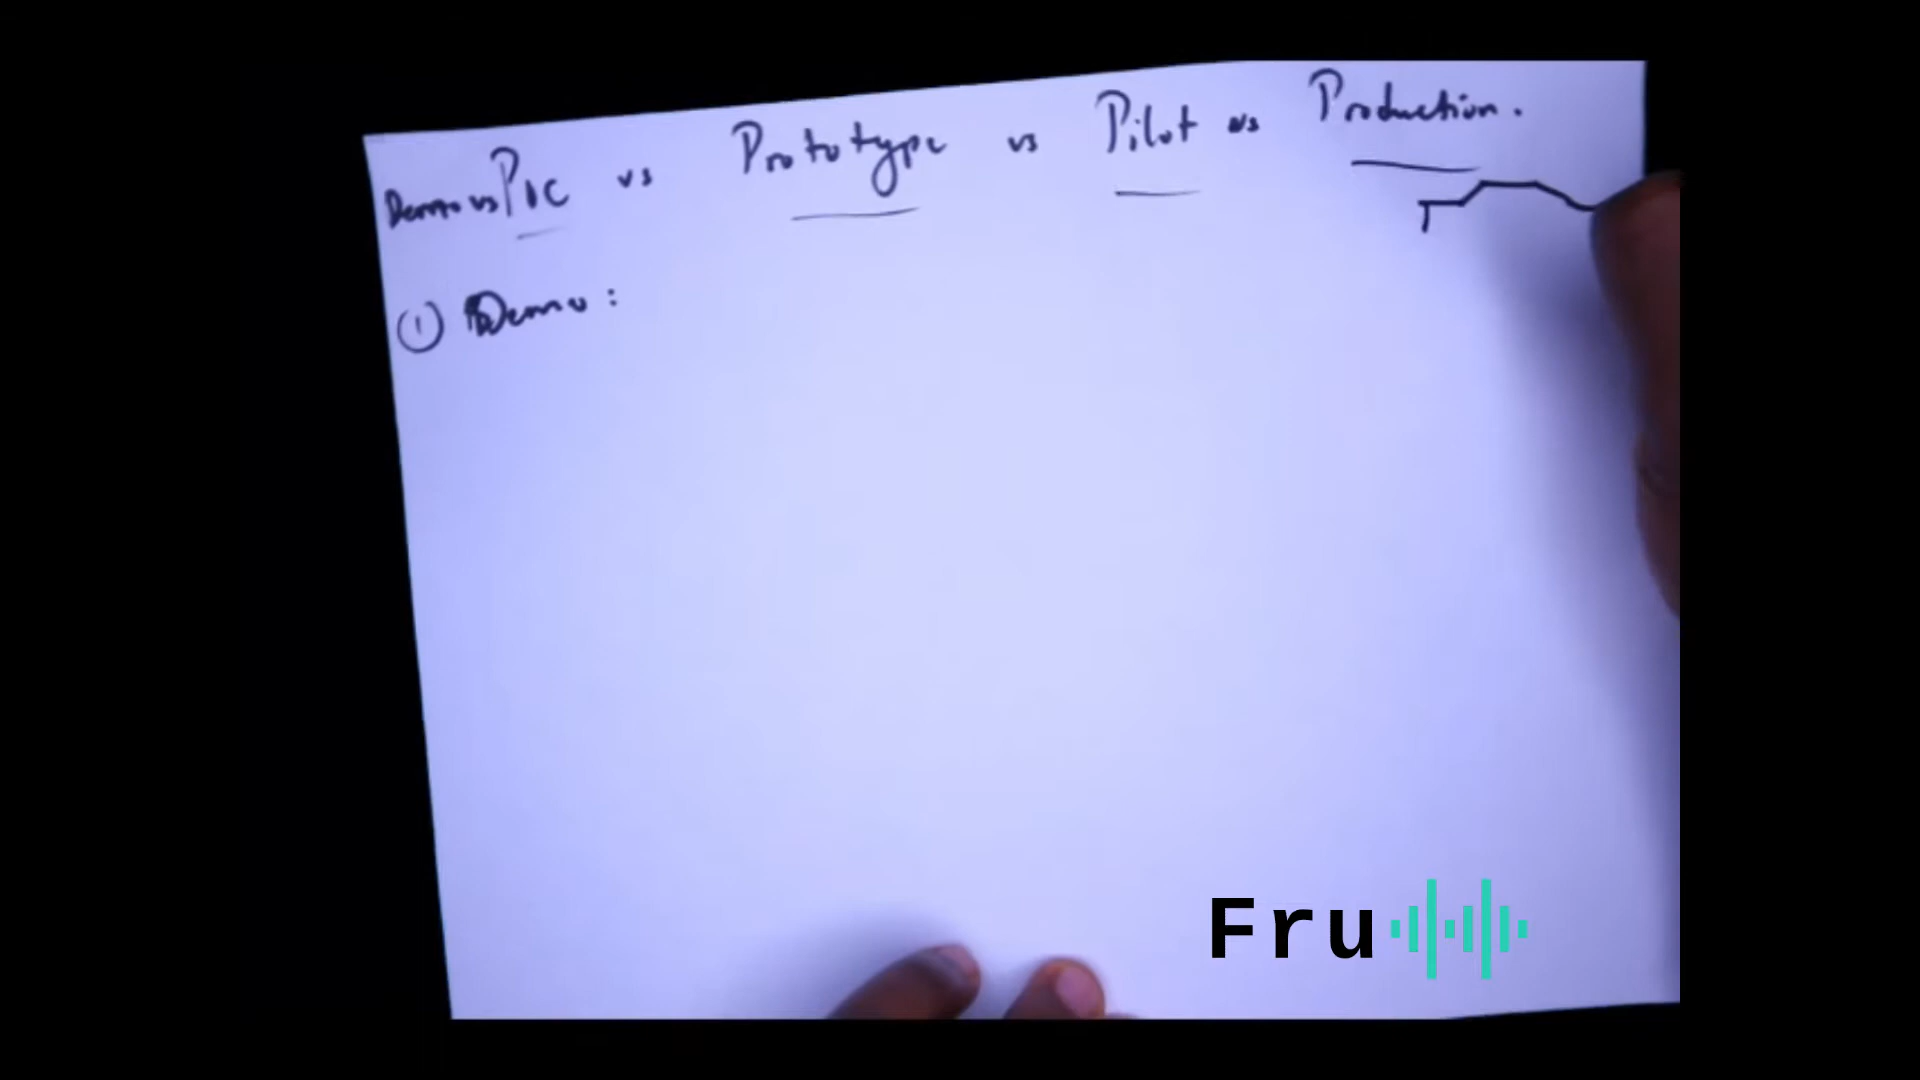 Demo vs POC vs Prototype vs Pilot vs Production.
① Demo:
Fru